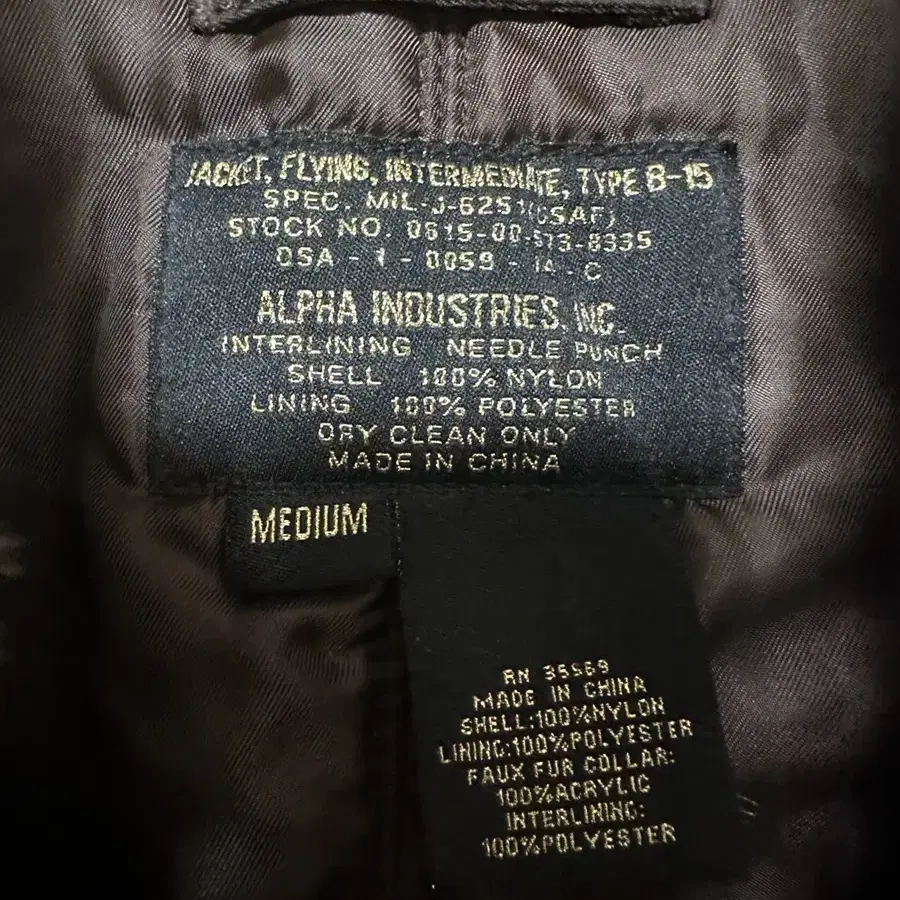 JACKET, FLYING, INTERMEDIATE, TYPE B-15
SPEC. MIL-J-6251(CSAF)
STOCK NO. 0615-00-573-8335
QSA - 1 - 0059 - 14 - C
ALPHA INDUSTRIES, INC.
INTERLINING NEEDLE PUNCH
SHELL 100% NYLON
LINING 100% POLYESTER
DRY CLEAN ONLY
MADE IN CHINA
MEDIUM
RN 35569
MADE IN CHINA
SHELL:100%NYLON
LINING:100%POLYESTER
FAUX FUR COLLAR:
100%ACRYLIC
INTERLINING:
100%POLYESTER